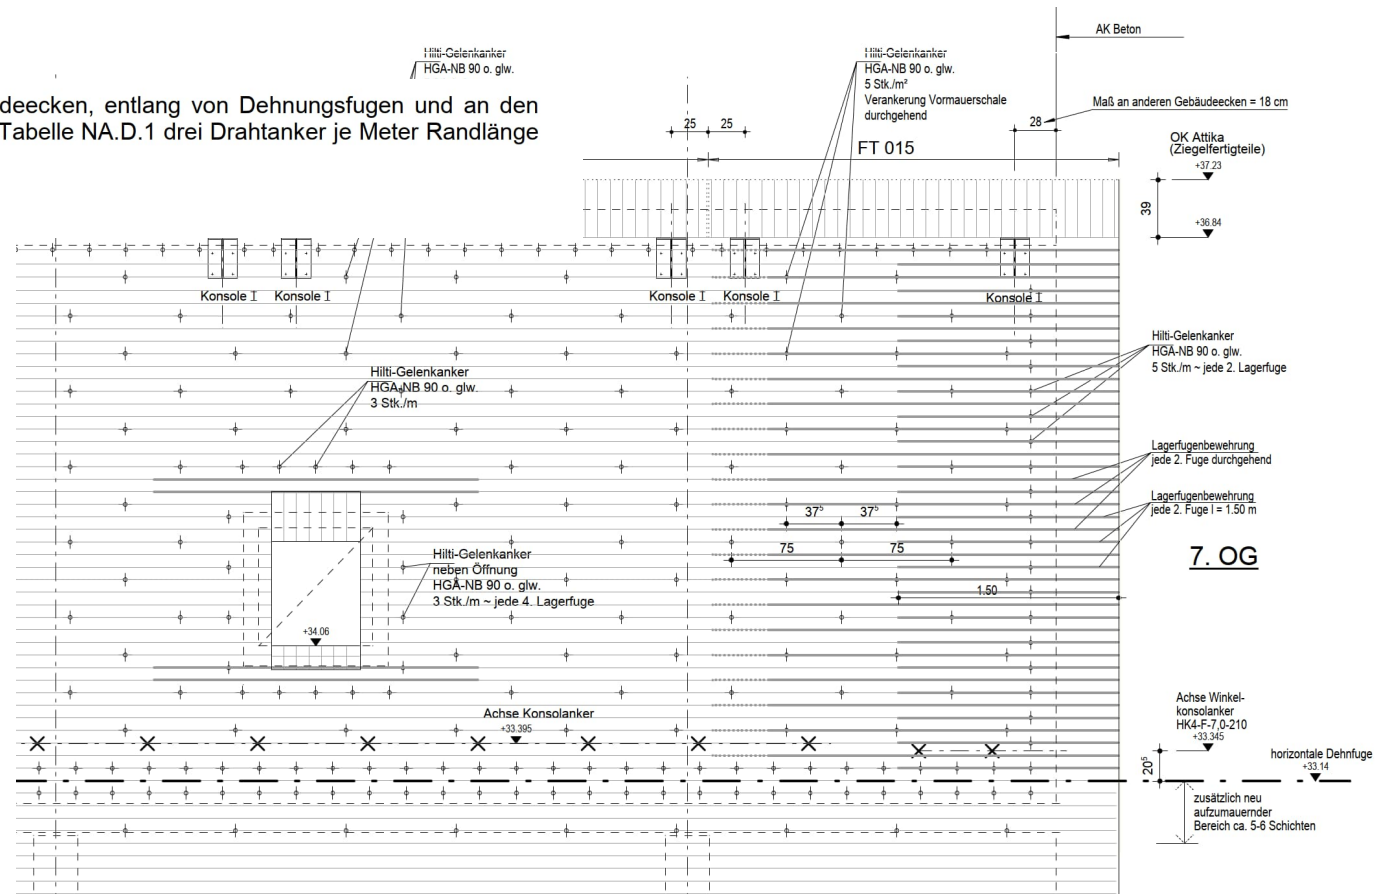 Hilti-Gelenkanker
HGA-NB 90 o. glw.
deecken, entlang von Dehnungsfugen und an den
Tabelle NA.D.1 drei Drahtanker je Meter Randlänge
25
25
Hilti-Gelenkanker
HGA-NB 90 o. glw.
5 Stk./m²
Verankerung Vormauerschale
durchgehend
FT 015
AK Beton
Maß an anderen Gebäudeecken = 18 cm
28
OK Attika
(Ziegelfertigteile)
+37.23
39
+36.84
Konsole I
Konsole I
Konsole I
Konsole I
Konsole I
Hilti-Gelenkanker
HGA-NB 90 o. glw.
5 Stk./m ~ jede 2. Lagerfuge
Hilti-Gelenkanker
HGA-NB 90 o. glw.
3 Stk./m
Lagerfugenbewehrung
jede 2. Fuge durchgehend
Lagerfugenbewehrung
jede 2. Fuge l = 1.50 m
37⁵
37⁵
75
75
7. OG
1.50
Hilti-Gelenkanker
neben Öffnung
HGA-NB 90 o. glw.
3 Stk./m ~ jede 4. Lagerfuge
+34.06
Achse Konsolanker
+33.395
Achse Winkel-
konsolanker
HK4-F-7,0-210
+33.345
20⁵
horizontale Dehnfuge
+33.14
zusätzlich neu
aufzumauernder
Bereich ca. 5-6 Schichten